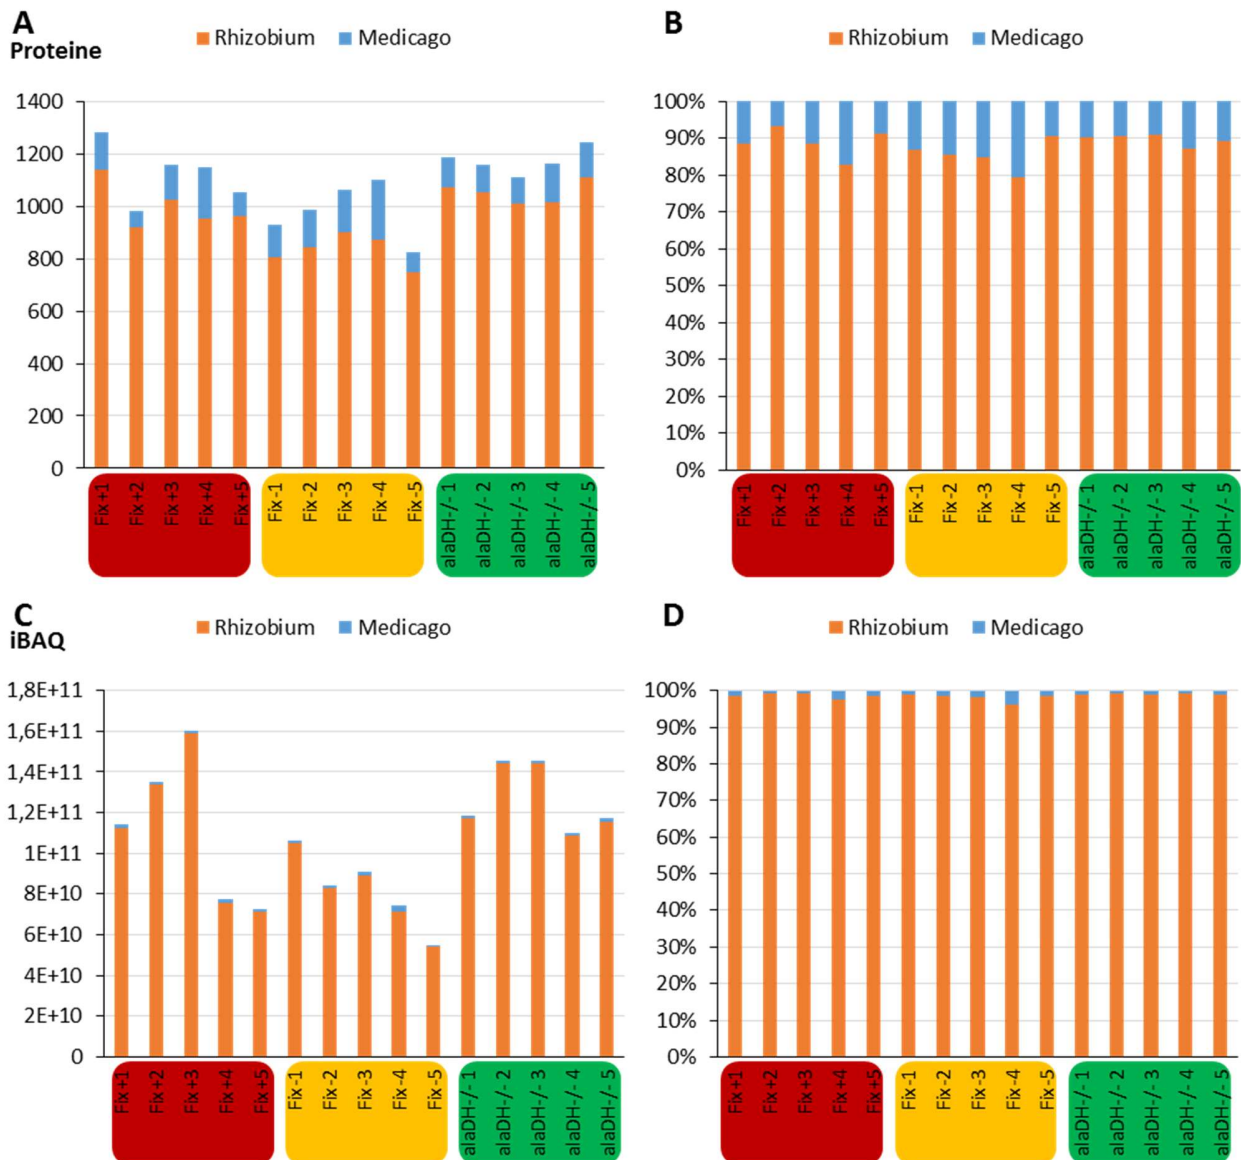 A
Proteine
Rhizobium Medicago
1400
1200
1000
800
600
400
200
0
Fix +1 Fix +2 Fix +3 Fix +4 Fix +5 Fix -1 Fix -2 Fix -3 Fix -4 Fix -5 alaDH-/- 1 alaDH-/- 2 alaDH-/- 3 alaDH-/- 4 alaDH-/- 5
B
Rhizobium Medicago
100%
90%
80%
70%
60%
50%
40%
30%
20%
10%
0%
Fix +1 Fix +2 Fix +3 Fix +4 Fix +5 Fix -1 Fix -2 Fix -3 Fix -4 Fix -5 alaDH-/- 1 alaDH-/- 2 alaDH-/- 3 alaDH-/- 4 alaDH-/- 5
C
iBAQ
Rhizobium Medicago
1,8E+11
1,6E+11
1,4E+11
1,2E+11
1E+11
8E+10
6E+10
4E+10
2E+10
0
Fix +1 Fix +2 Fix +3 Fix +4 Fix +5 Fix -1 Fix -2 Fix -3 Fix -4 Fix -5 alaDH-/- 1 alaDH-/- 2 alaDH-/- 3 alaDH-/- 4 alaDH-/- 5
D
Rhizobium Medicago
100%
90%
80%
70%
60%
50%
40%
30%
20%
10%
0%
Fix +1 Fix +2 Fix +3 Fix +4 Fix +5 Fix -1 Fix -2 Fix -3 Fix -4 Fix -5 alaDH-/- 1 alaDH-/- 2 alaDH-/- 3 alaDH-/- 4 alaDH-/- 5